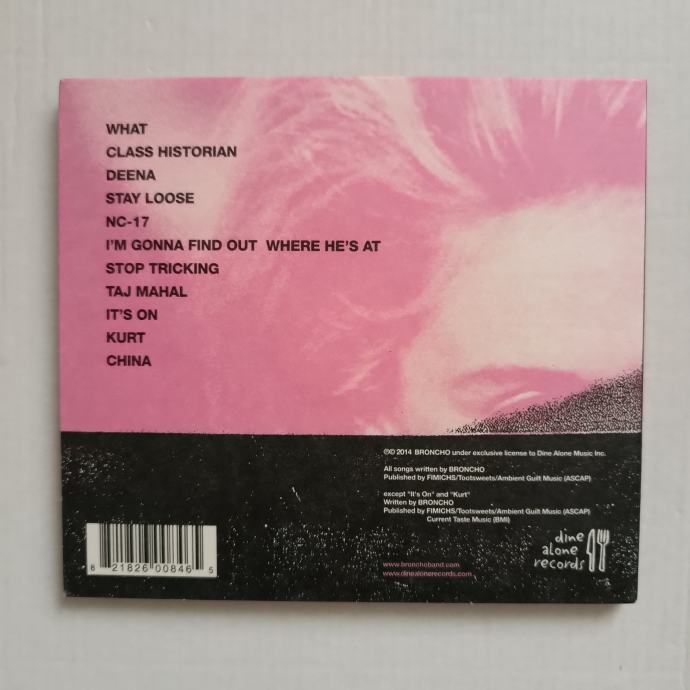 WHAT
CLASS HISTORIAN
DEENA
STAY LOOSE
NC-17
I'M GONNA FIND OUT  WHERE HE'S AT
STOP TRICKING
TAJ MAHAL
IT'S ON
KURT
CHINA
℗© 2014 BRONCHO under exclusive license to Dine Alone Music Inc.
All songs written by BRONCHO
Published by FIMICHS/Tootsweets/Ambient Guilt Music (ASCAP)
except "It's On" and "Kurt"
Written by BRONCHO
Published by FIMICHS/Tootsweets/Ambient Guilt Music (ASCAP)
Current Taste Music (BMI)
www.bronchoband.com
www.dinealonerecords.com
8 21826 00846 5
dine
alone
records